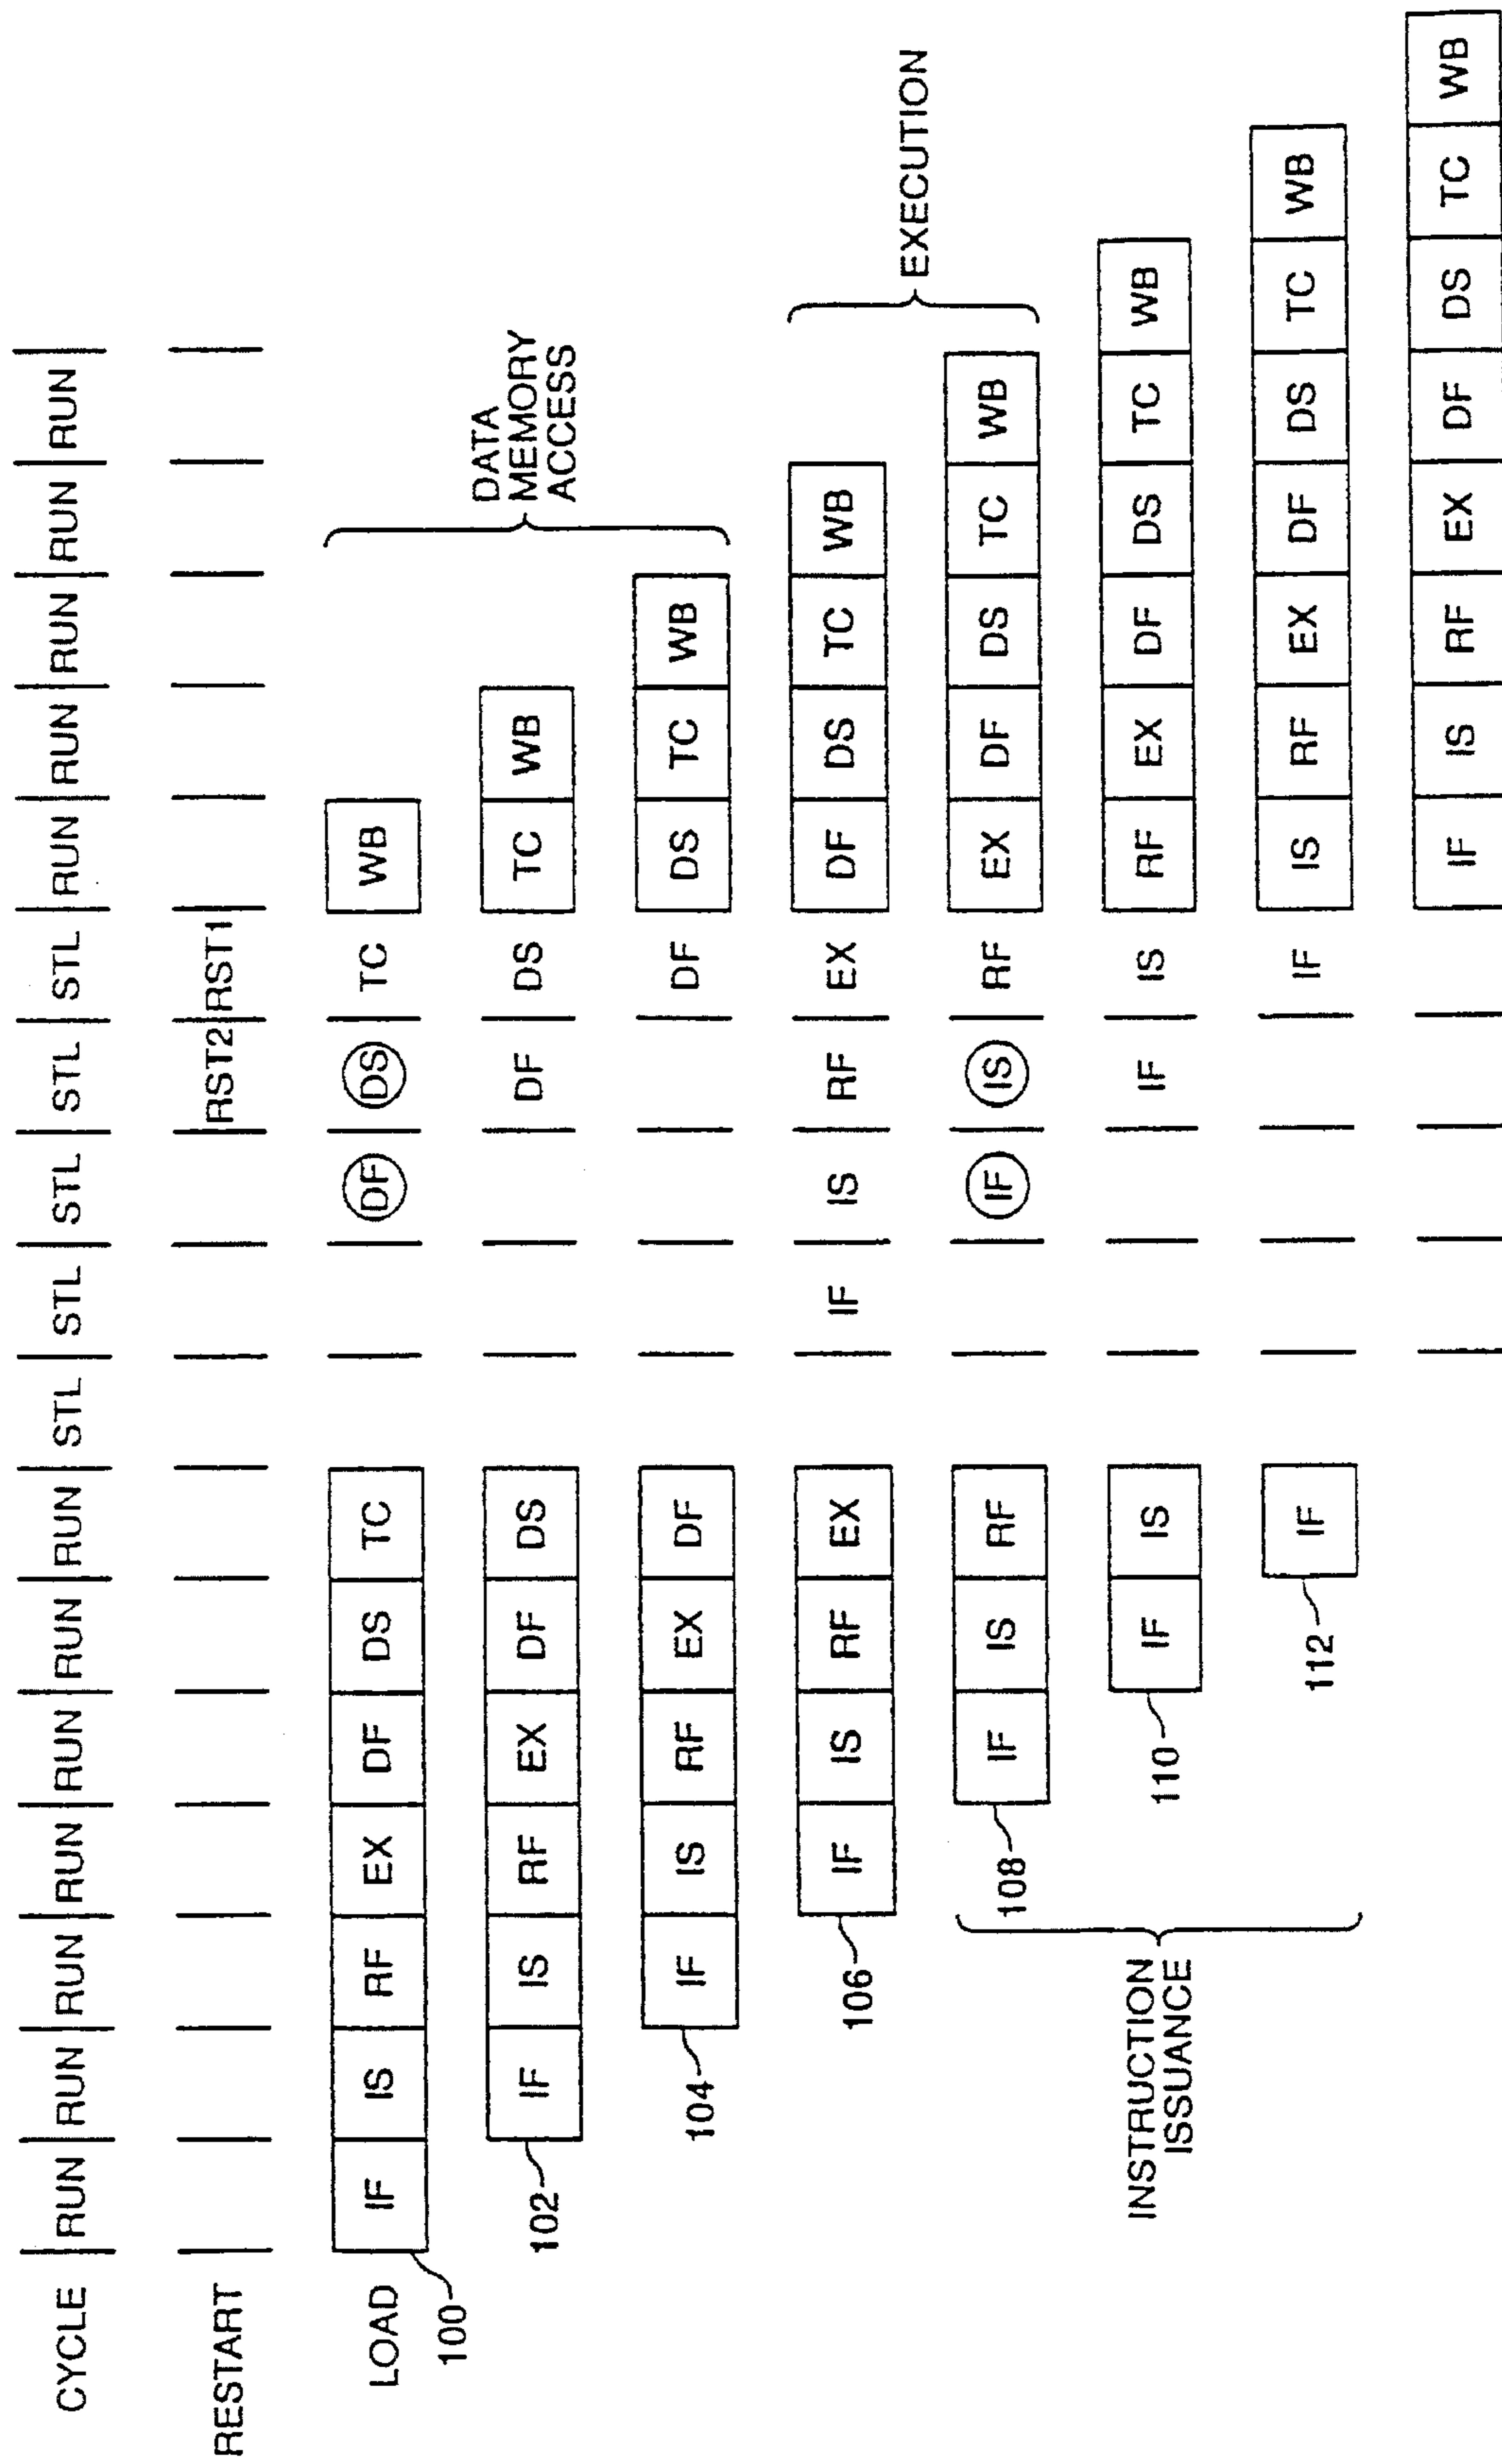 CYCLE RUN RUN RUN RUN RUN RUN RUN STL STL STL STL STL RUN RUN RUN RUN RUN
RESTART RST2 RST1
LOAD IF IS RF EX DF DS TC DF DS TC WB
100
IF IS RF EX DF DS DF DS TC WB
102
DATA
MEMORY
ACCESS
IF IS RF EX DF DF DS TC WB
104
IF IS RF EX IF IS RF EX DF DS TC WB
106
EXECUTION
IF IS RF IF IS RF EX DF DS TC WB
108
IF IS IF IS RF EX DF DS TC WB
110
INSTRUCTION
ISSUANCE
IF IF IS RF EX DF DS TC WB
112
IF IS RF EX DF DS TC WB